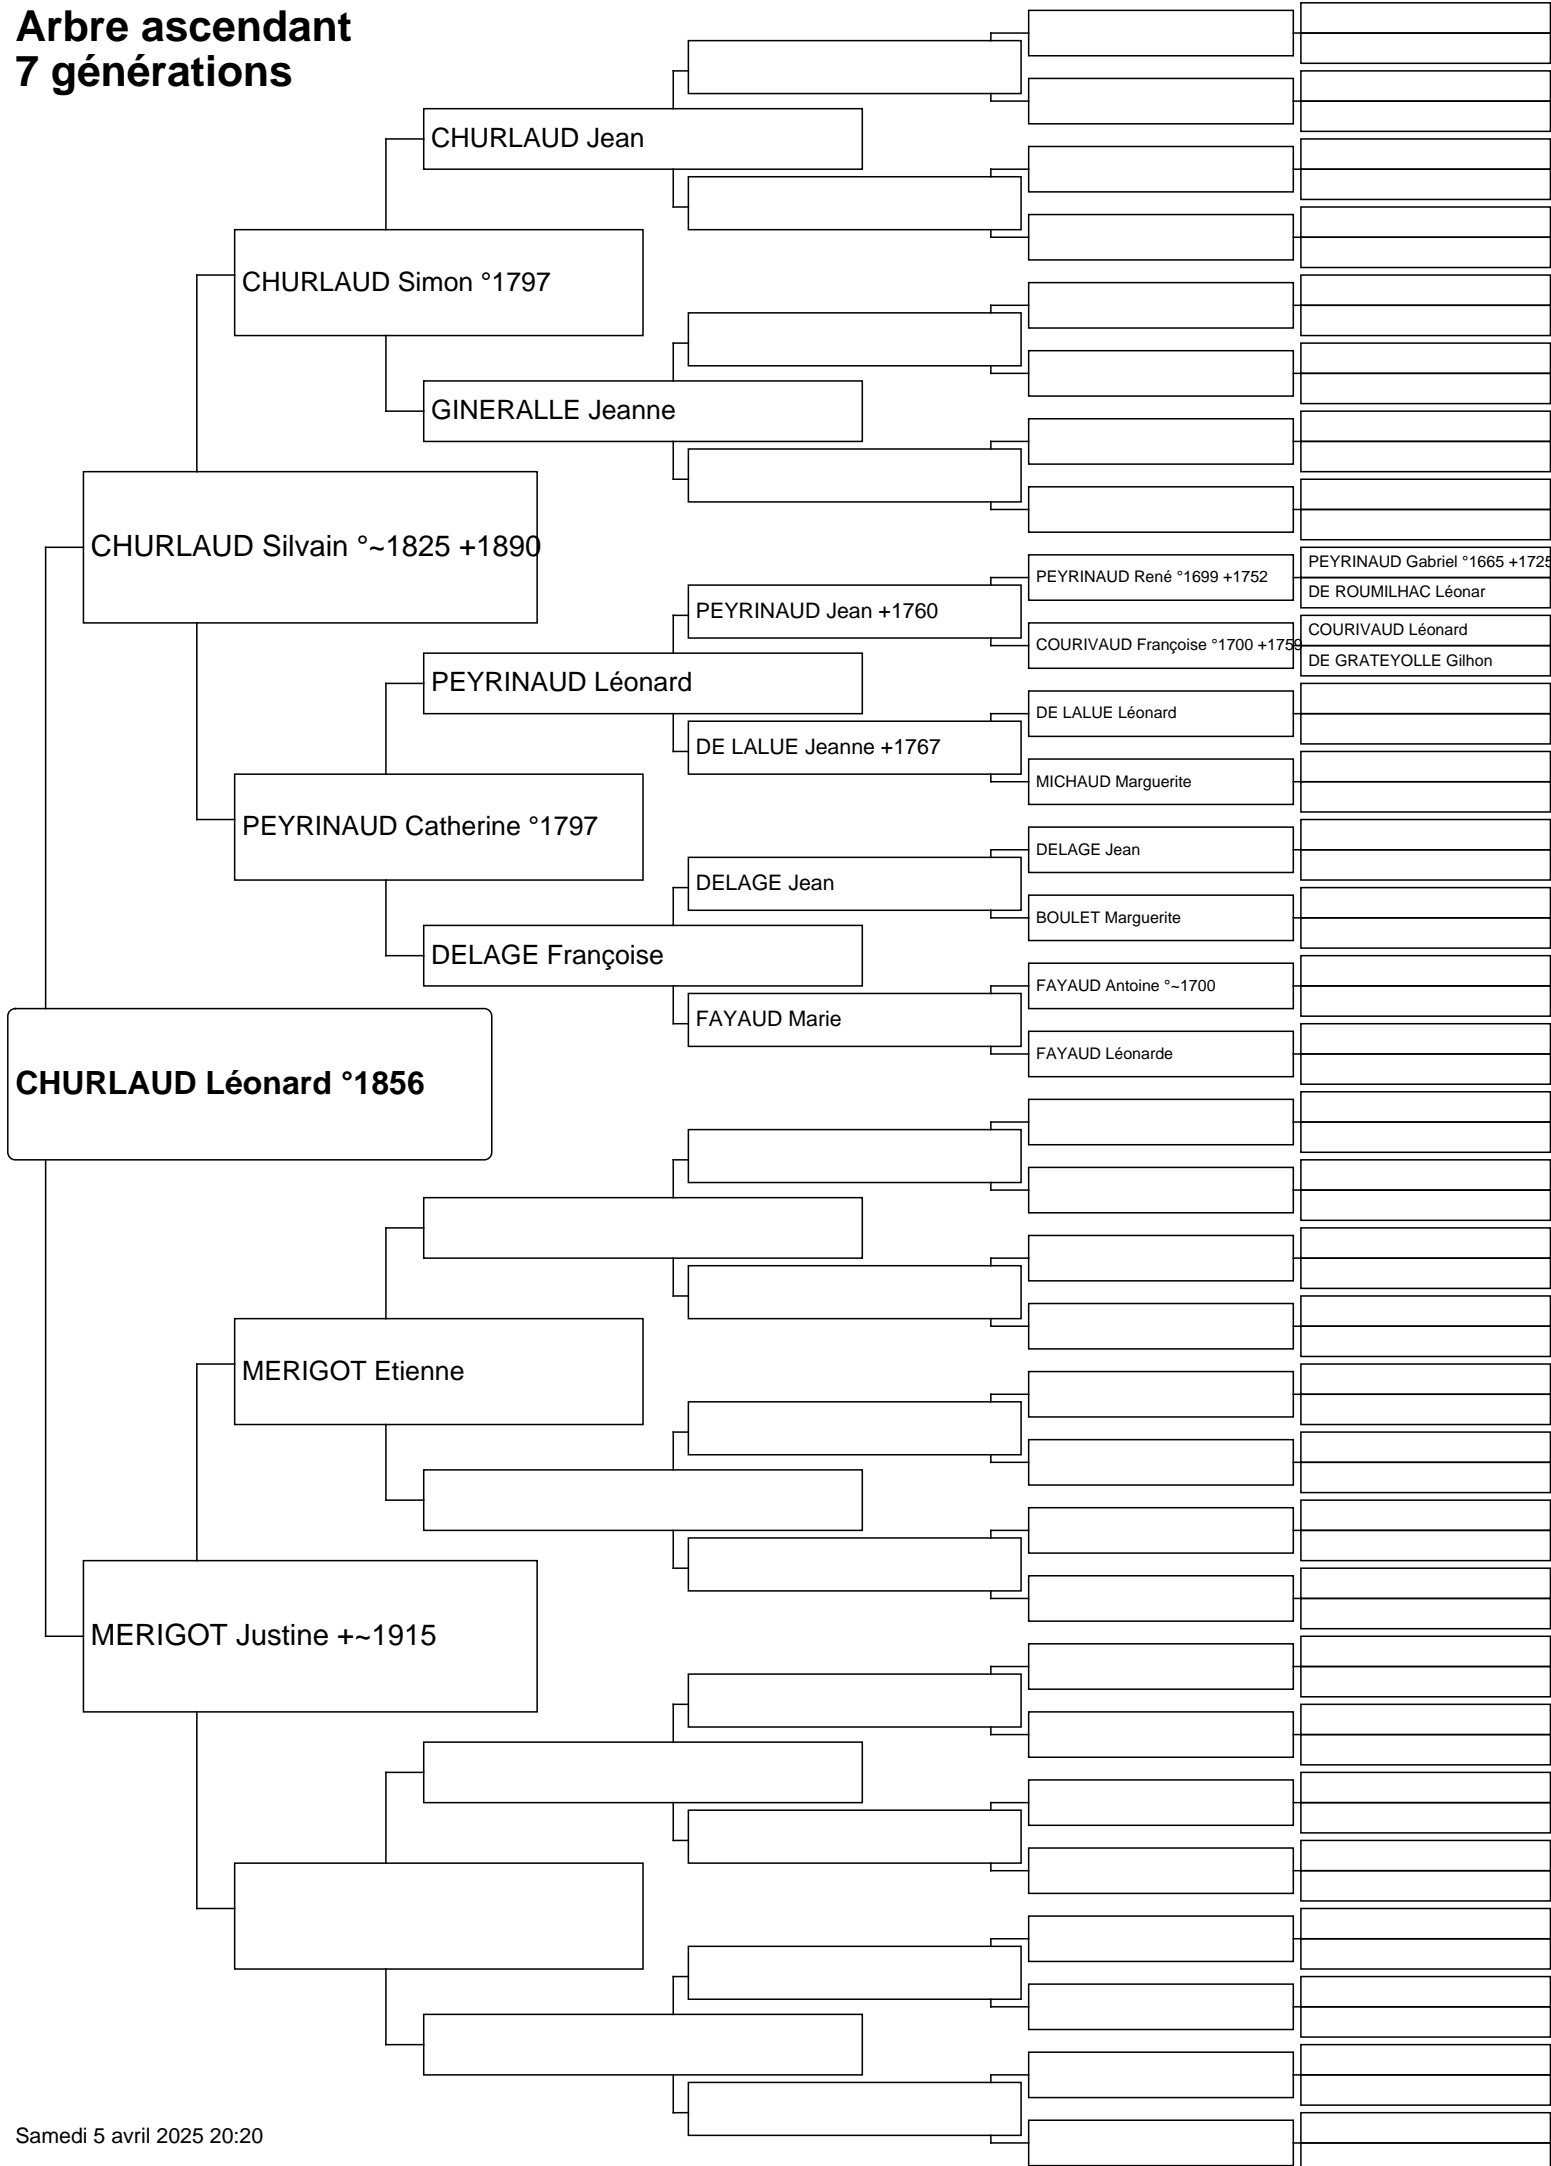 Arbre ascendant
7 générations
CHURLAUD Jean
CHURLAUD Simon °1797
GINERALLE Jeanne
CHURLAUD Silvain °~1825 +1890
PEYRINAUD René °1699 +1752
PEYRINAUD Gabriel °1665 +1725
DE ROUMILHAC Léonar
PEYRINAUD Jean +1760
COURIVAUD Françoise °1700 +1759
COURIVAUD Léonard
DE GRATEYOLLE Gilhon
PEYRINAUD Léonard
DE LALUE Léonard
DE LALUE Jeanne +1767
MICHAUD Marguerite
PEYRINAUD Catherine °1797
DELAGE Jean
DELAGE Jean
BOULET Marguerite
DELAGE Françoise
FAYAUD Antoine °~1700
FAYAUD Marie
FAYAUD Léonarde
CHURLAUD Léonard °1856
MERIGOT Etienne
MERIGOT Justine +~1915
Samedi 5 avril 2025 20:20